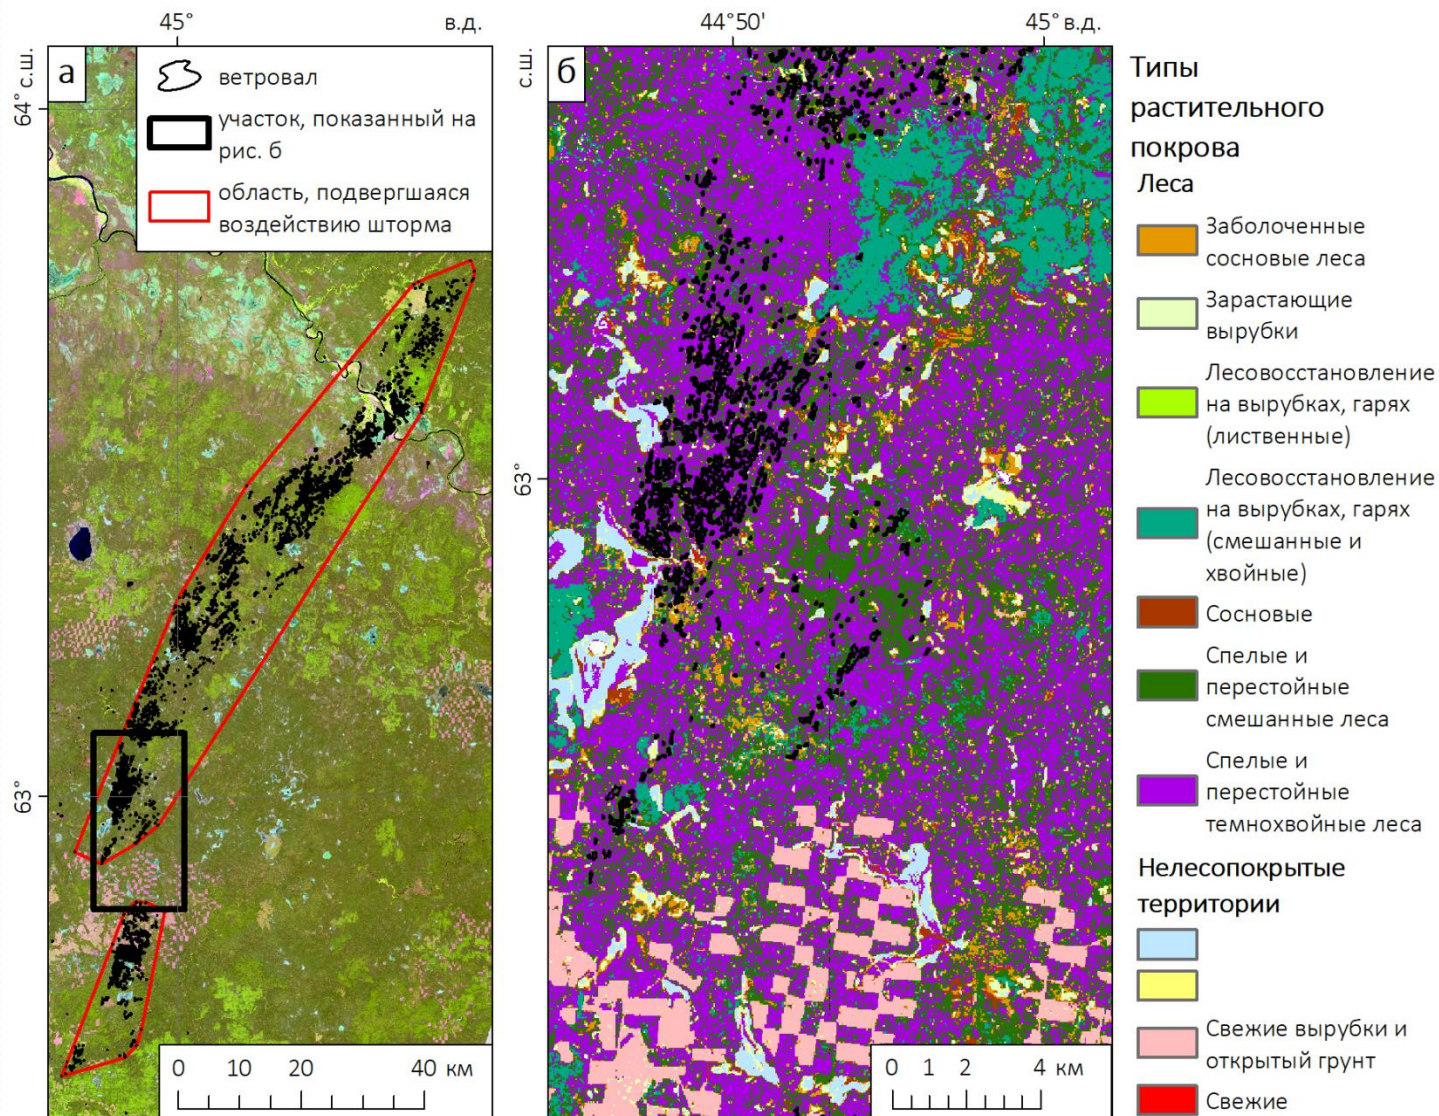 45°
в.д.
64° с.ш.
63°
а
ветровал
участок, показанный на
рис. б
область, подвергшаяся
воздействию шторма
0 10 20 40 км
44°50'
45° в.д.
с.ш.
63°
б
0 1 2 4 км
Типы
растительного
покрова
Леса
Заболоченные
сосновые леса
Зарастающие
вырубки
Лесовосстановление
на вырубках, гарях
(лиственные)
Лесовосстановление
на вырубках, гарях
(смешанные и
хвойные)
Сосновые
Спелые и
перестойные
смешанные леса
Спелые и
перестойные
темнохвойные леса
Нелесопокрытые
территории
Свежие вырубки и
открытый грунт
Свежие